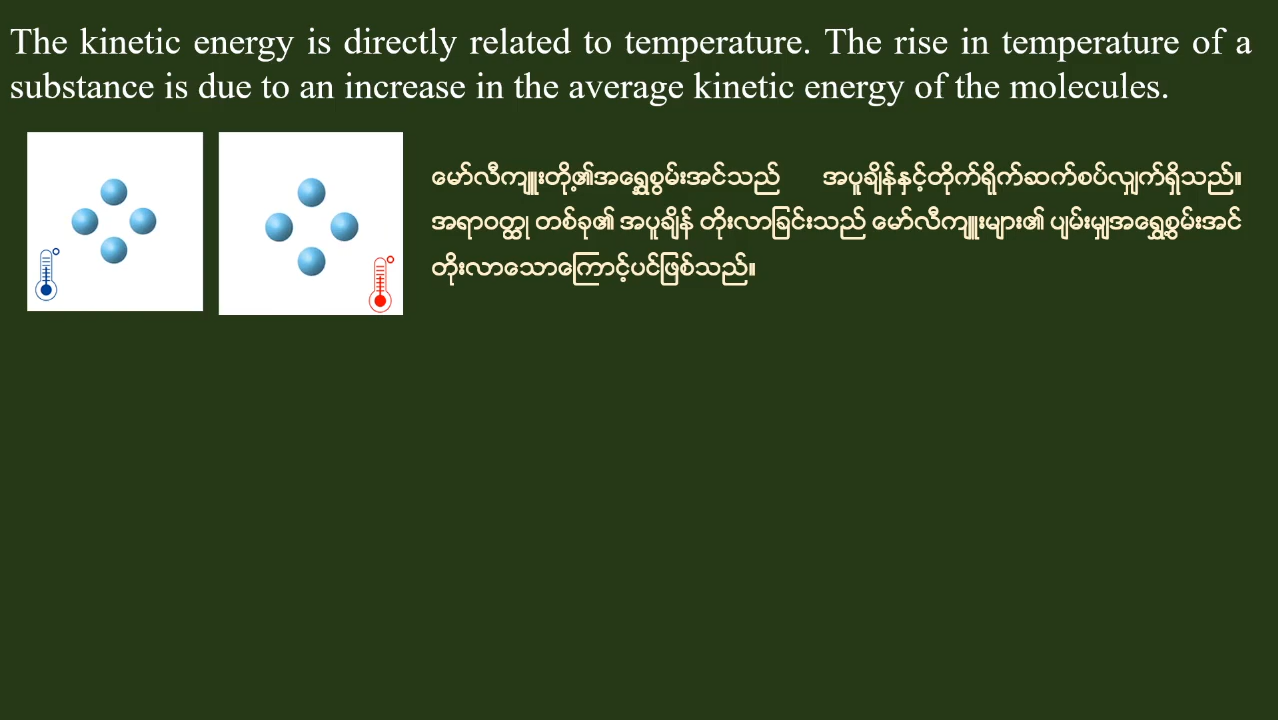 The kinetic energy is directly related to temperature. The rise in temperature of a
substance is due to an increase in the average kinetic energy of the molecules.
မော်လီကျူးတို့၏အရွှေစွမ်းအင်သည် အပူချိန်နှင့်တိုက်ရိုက်ဆက်စပ်လျှက်ရှိသည်။
အရာဝတ္ထု တစ်ခု၏ အပူချိန် တိုးလာခြင်းသည် မော်လီကျူးများ၏ ပျမ်းမျှအရွှေ့စွမ်းအင်
တိုးလာသောကြောင့်ပင်ဖြစ်သည်။